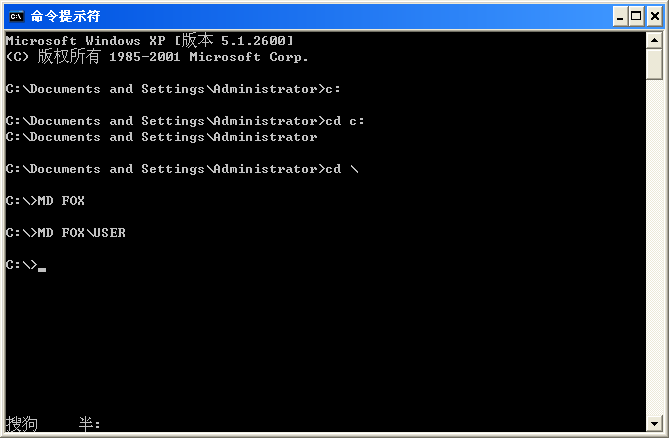 命令提示符
Microsoft Windows XP [版本 5.1.2600]
(C) 版权所有 1985-2001 Microsoft Corp.
C:\Documents and Settings\Administrator>c:
C:\Documents and Settings\Administrator>cd c:
C:\Documents and Settings\Administrator
C:\Documents and Settings\Administrator>cd \
C:\>MD FOX
C:\>MD FOX\USER
C:\>_
搜狗 半: